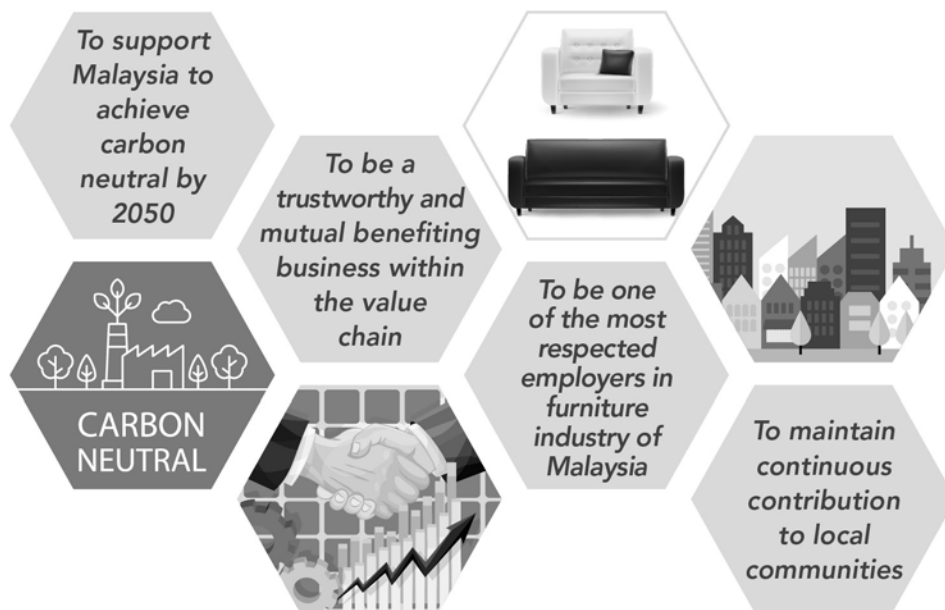 To support
Malaysia to
achieve
carbon
neutral by
2050
CARBON
NEUTRAL
To be a
trustworthy and
mutual benefiting
business within
the value
chain
To be one
of the most
respected
employers in
furniture
industry of
Malaysia
To maintain
continuous
contribution
to local
communities